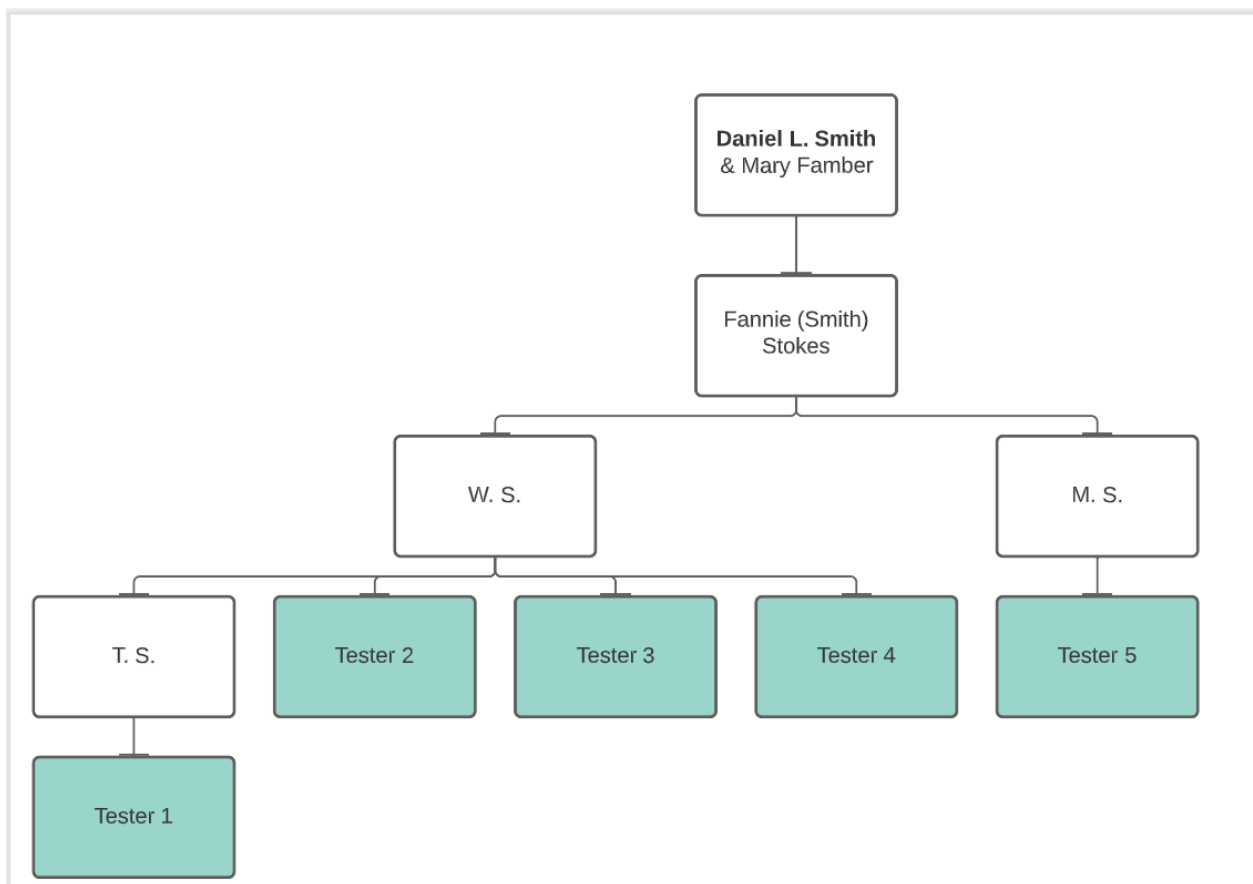 Daniel L. Smith
& Mary Famber
Fannie (Smith)
Stokes
W. S.
M. S.
T. S.
Tester 2
Tester 3
Tester 4
Tester 5
Tester 1